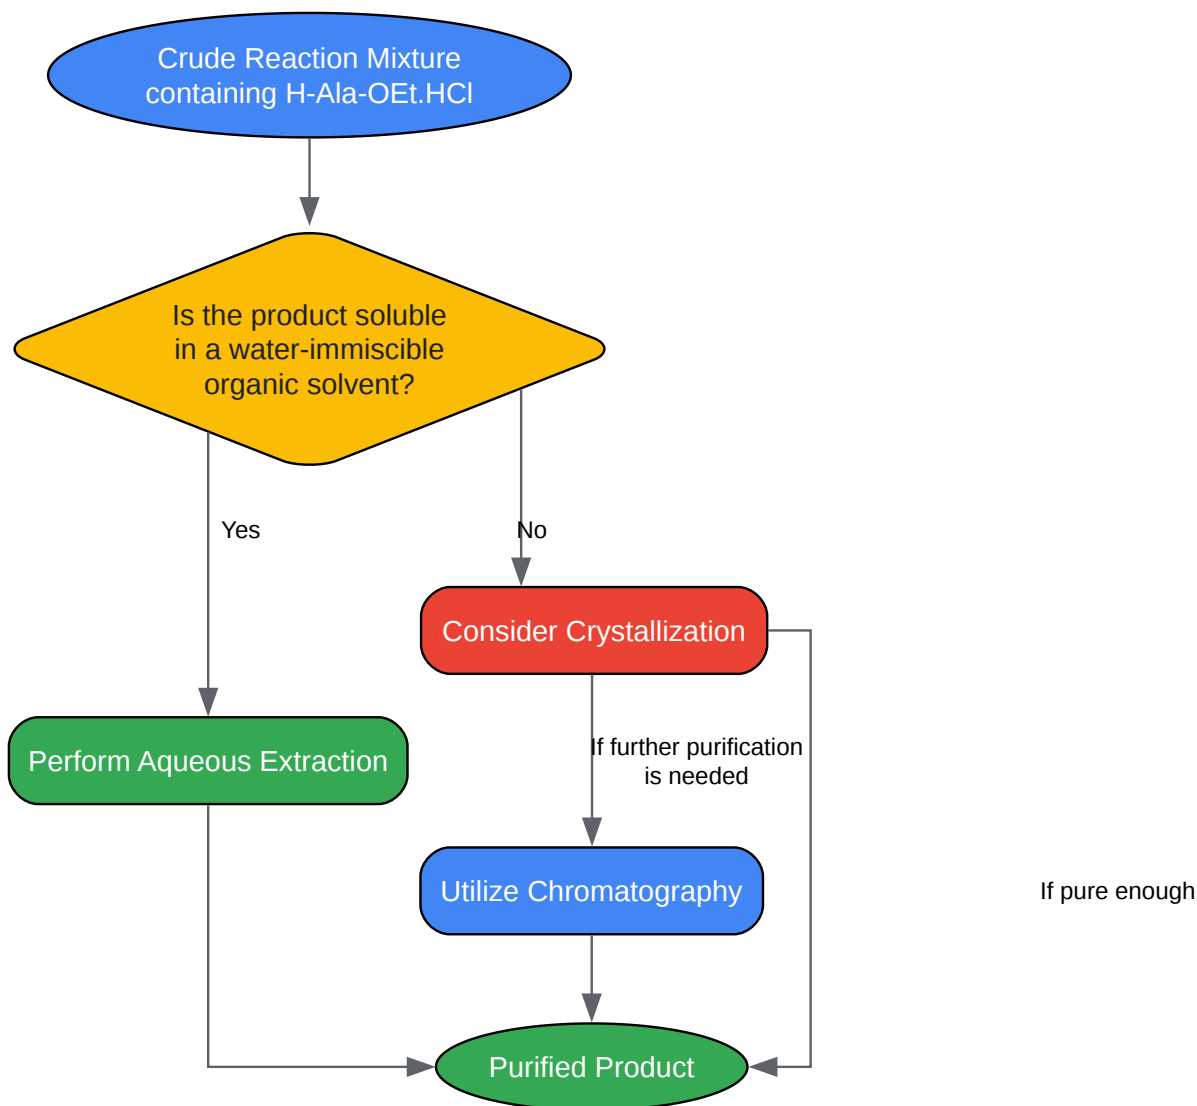 Crude Reaction Mixture
containing H-Ala-OEt.HCl
Is the product soluble
in a water-immiscible
organic solvent?
Yes
No
Consider Crystallization
If further purification
is needed
Perform Aqueous Extraction
Utilize Chromatography
If pure enough
Purified Product